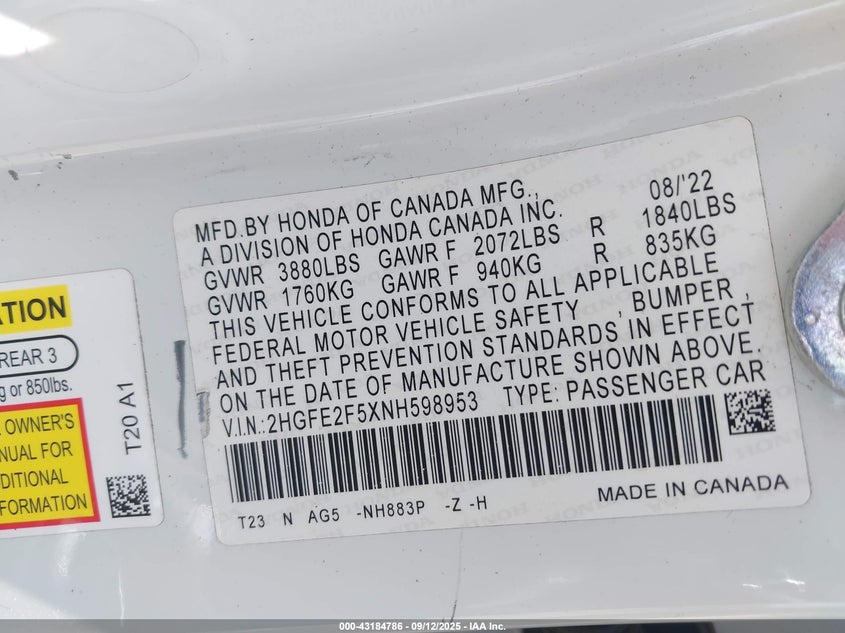 MFD.BY HONDA OF CANADA MFG., 08/'22
A DIVISION OF HONDA CANADA INC.
GVWR 3880LBS GAWR F 2072LBS R 1840LBS
GVWR 1760KG GAWR F 940KG R 835KG
THIS VEHICLE CONFORMS TO ALL APPLICABLE
FEDERAL MOTOR VEHICLE SAFETY , BUMPER ,
AND THEFT PREVENTION STANDARDS IN EFFECT
ON THE DATE OF MANUFACTURE SHOWN ABOVE.
V.I.N.:2HGFE2F5XNH598953 TYPE: PASSENGER CAR
T23 N AG5 -NH883P -Z -H
MADE IN CANADA
ATION
REAR 3
g or 850lbs.
OWNER'S
NUAL FOR
DITIONAL
FORMATION
T20 A1
000-43184786 - 09/12/2025 - IAA Inc.